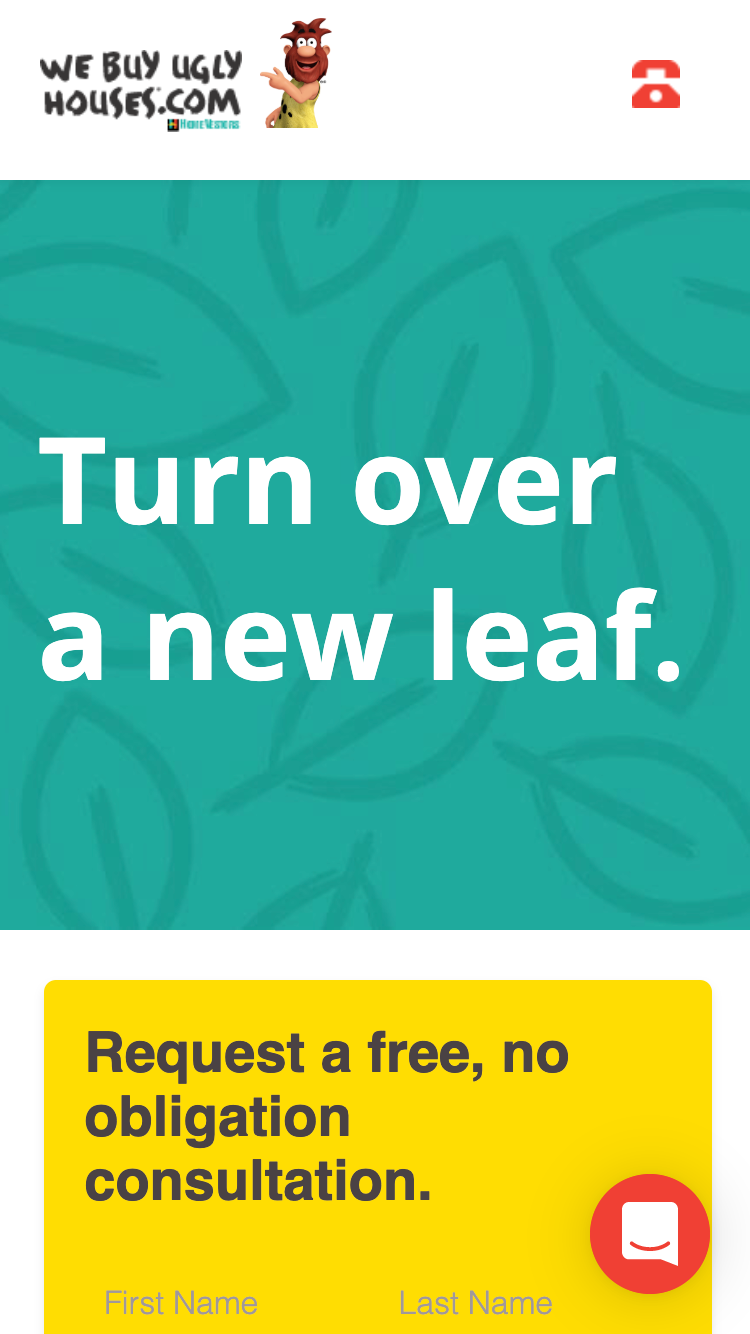 WE BUY UGLY
HOUSES.COM
HOMEVESTORS
Turn over
a new leaf.
Request a free, no
obligation
consultation.
First Name Last Name